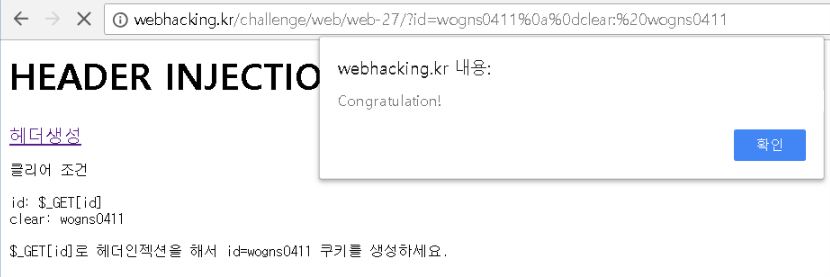 webhacking.kr/challenge/web/web-27/?id=wogns0411%0a%0dclear:%20wogns0411
HEADER INJECTIO
webhacking.kr 내용:
Congratulation!
확인
헤더생성
클리어 조건
id: $_GET[id]
clear: wogns0411
$_GET[id]로 헤더인젝션을 해서 id=wogns0411 쿠키를 생성하세요.